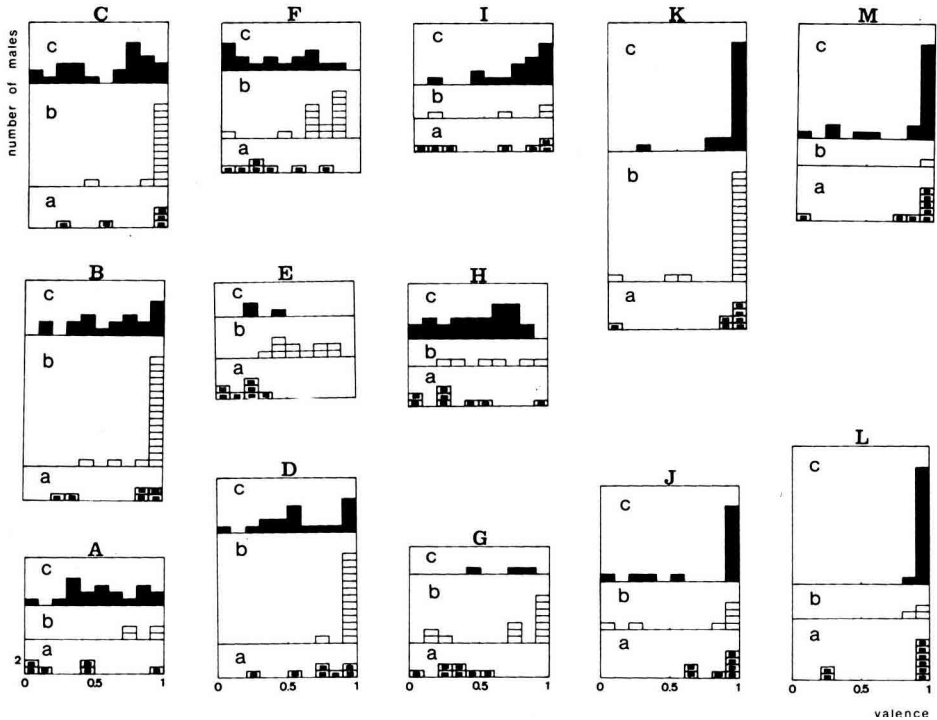 C F I K M
number of males
c c c c c
b b b b b
a a a a a
B E H
c c c
b b b
a a a
D J L
c c c
b b b
a a a
A G
c c
b b
a a
2
0 0.5 1 0 0.5 1 0 0.5 1 0 0.5 1 0 0.5 1
valence